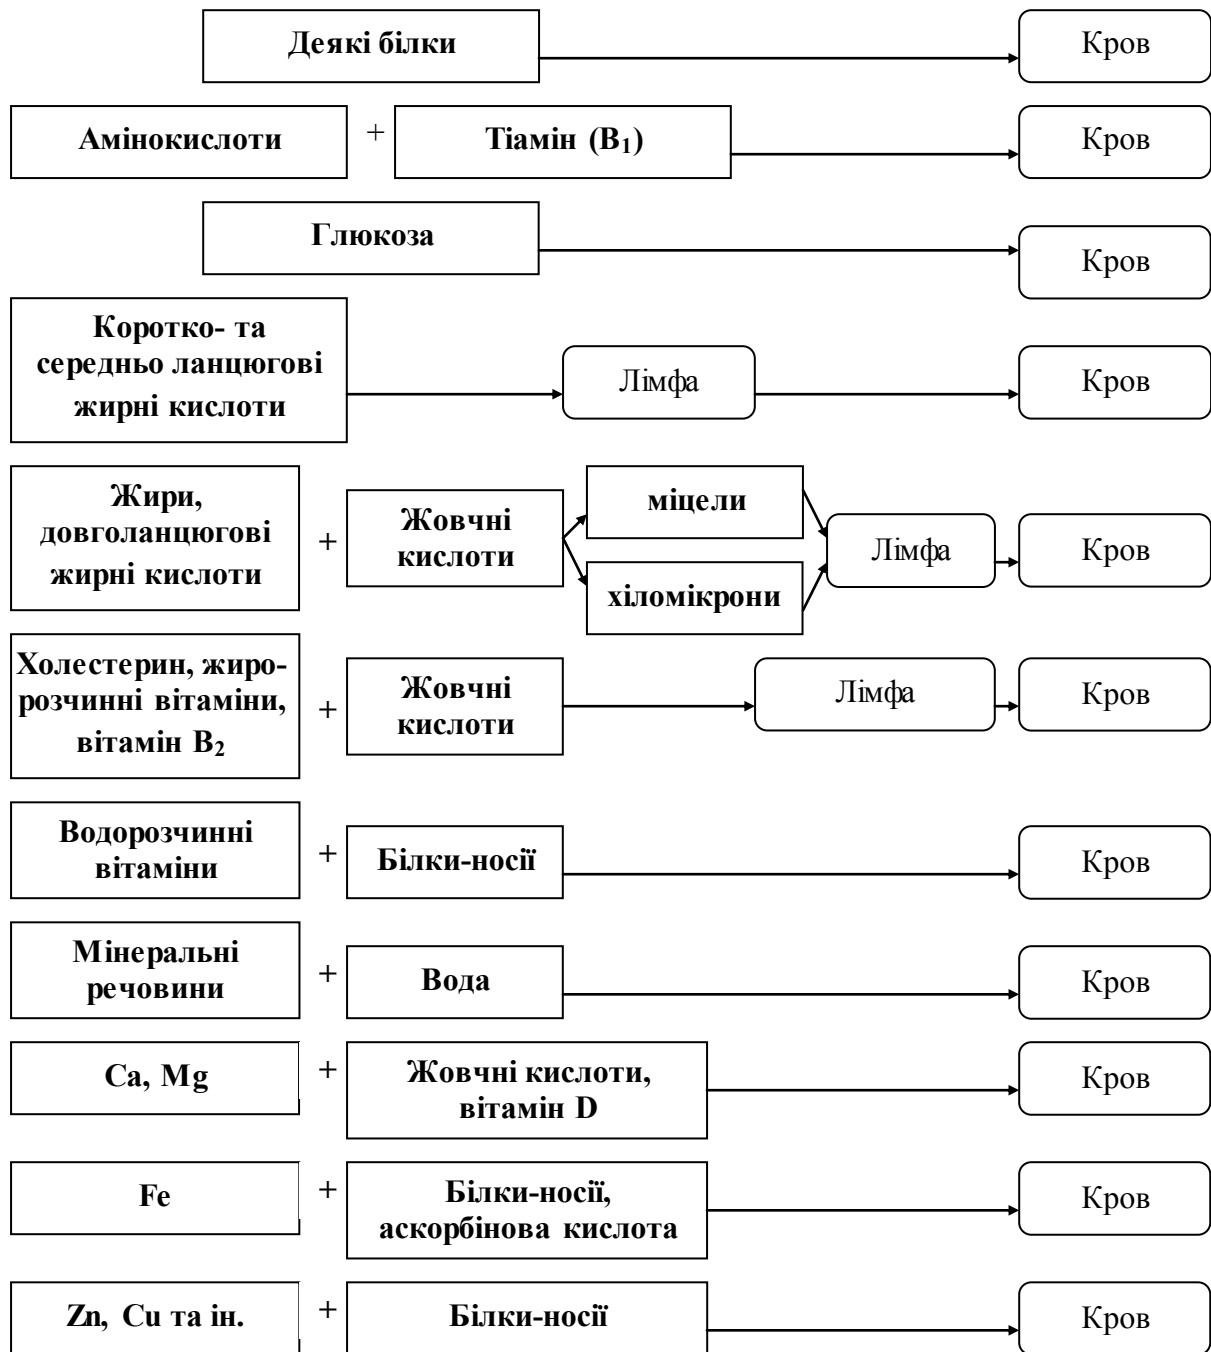 Деякі білки
Кров
Амінокислоти + Тіамін (B₁)
Кров
Глюкоза
Кров
Коротко- та
середньо ланцюгові
жирні кислоти
Лімфа
Кров
Жири,
довголанцюгові
жирні кислоти
+
Жовчні
кислоти
міцели
хіломікрони
Лімфа
Кров
Холестерин, жиро-
розчинні вітаміни,
вітамін B₂
+
Жовчні
кислоти
Лімфа
Кров
Водорозчинні
вітаміни
+
Білки-носії
Кров
Мінеральні
речовини
+
Вода
Кров
Ca, Mg
+
Жовчні кислоти,
вітамін D
Кров
Fe
+
Білки-носії,
аскорбінова кислота
Кров
Zn, Cu та ін.
+
Білки-носії
Кров